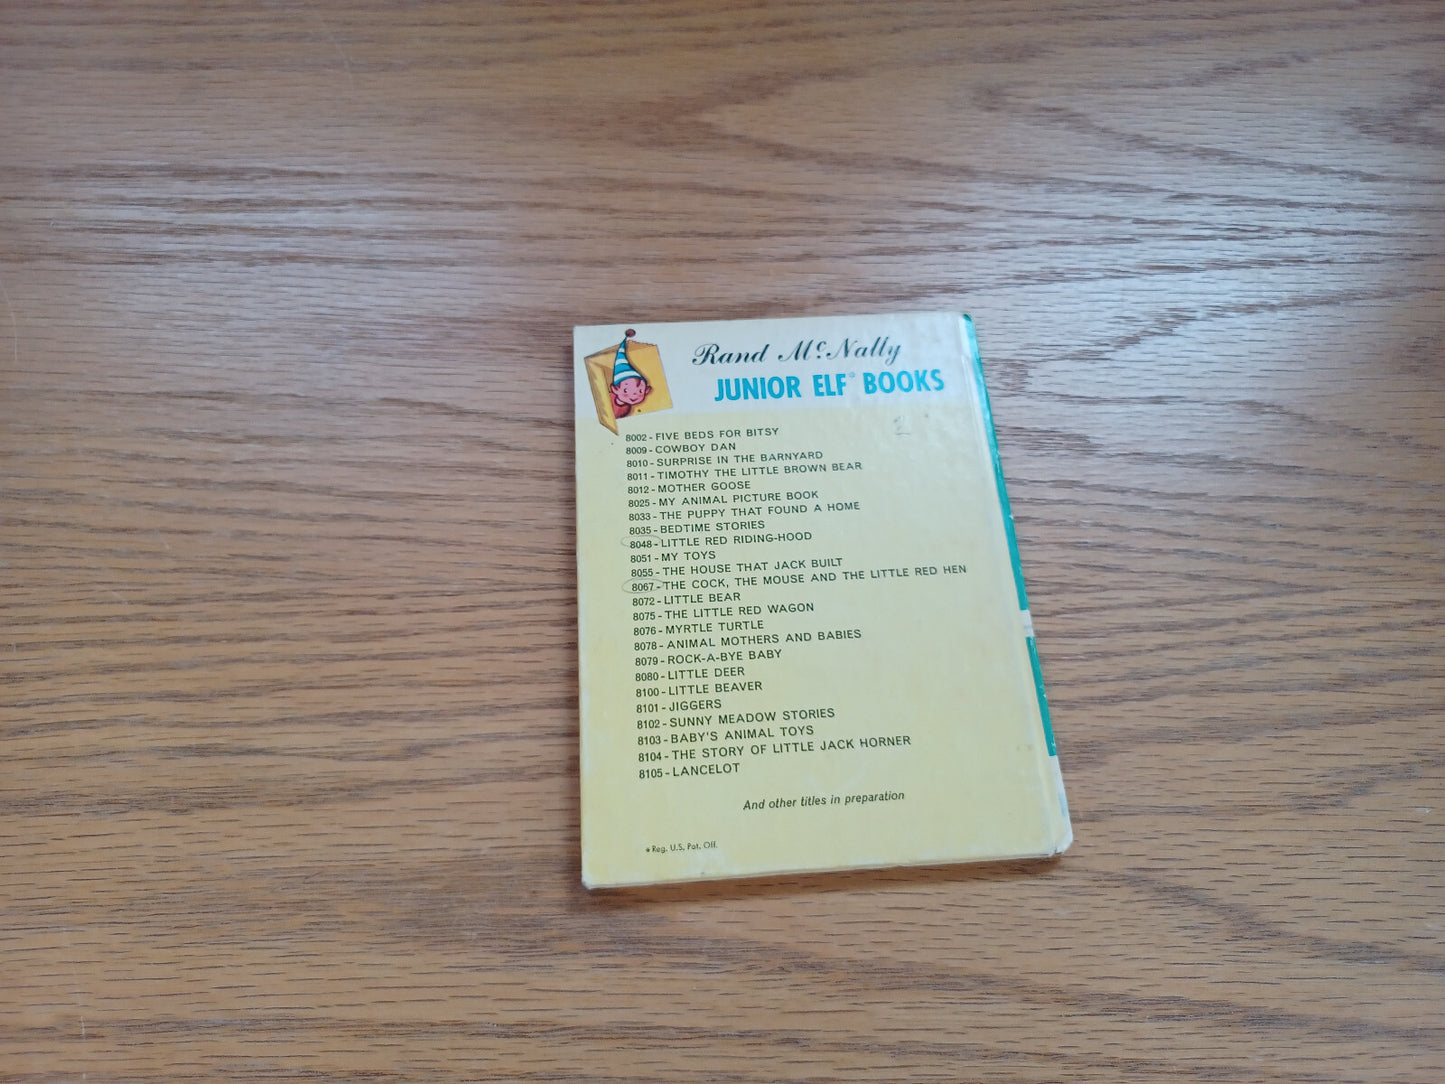 Rand McNally
JUNIOR ELF* BOOKS
2
8002 - FIVE BEDS FOR BITSY
8009 - COWBOY DAN
8010 - SURPRISE IN THE BARNYARD
8011 - TIMOTHY THE LITTLE BROWN BEAR
8012 - MOTHER GOOSE
8025 - MY ANIMAL PICTURE BOOK
8033 - THE PUPPY THAT FOUND A HOME
8035 - BEDTIME STORIES
8048 - LITTLE RED RIDING-HOOD
8051 - MY TOYS
8055 - THE HOUSE THAT JACK BUILT
8067 - THE COCK, THE MOUSE AND THE LITTLE RED HEN
8072 - LITTLE BEAR
8075 - THE LITTLE RED WAGON
8076 - MYRTLE TURTLE
8078 - ANIMAL MOTHERS AND BABIES
8079 - ROCK-A-BYE BABY
8080 - LITTLE DEER
8100 - LITTLE BEAVER
8101 - JIGGERS
8102 - SUNNY MEADOW STORIES
8103 - BABY'S ANIMAL TOYS
8104 - THE STORY OF LITTLE JACK HORNER
8105 - LANCELOT
And other titles in preparation
* Reg. U.S. Pat. Off.